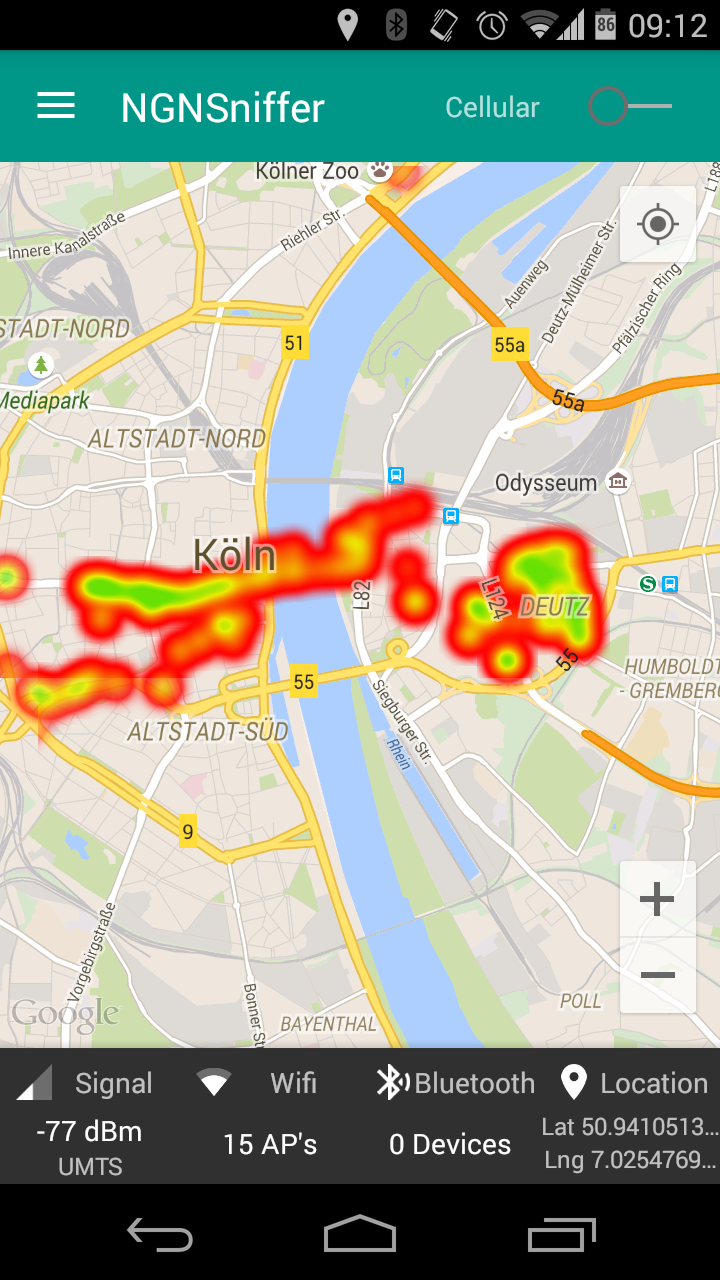 86 09:12
NGNSniffer Cellular
Kölner Zoo
L188
Innere Kanalstraße
Riehler Str.
Auenweg
Deutz-Mülheimer Str.
Pfälzischer Ring
STADT-NORD
51
55a
Mediapark
55a
ALTSTADT-NORD
Odysseum
Köln
L82
L124
DEUTZ
S
55
55
HUMBOLDT
- GREMBERG
Siegburger Str.
ALTSTADT-SÜD
Rhein
9
Vorgebirgstraße
Bonner Str
POLL
Google
BAYENTHAL
Signal Wifi Bluetooth Location
-77 dBm 15 AP's 0 Devices Lat 50.9410513...
UMTS Lng 7.0254769...